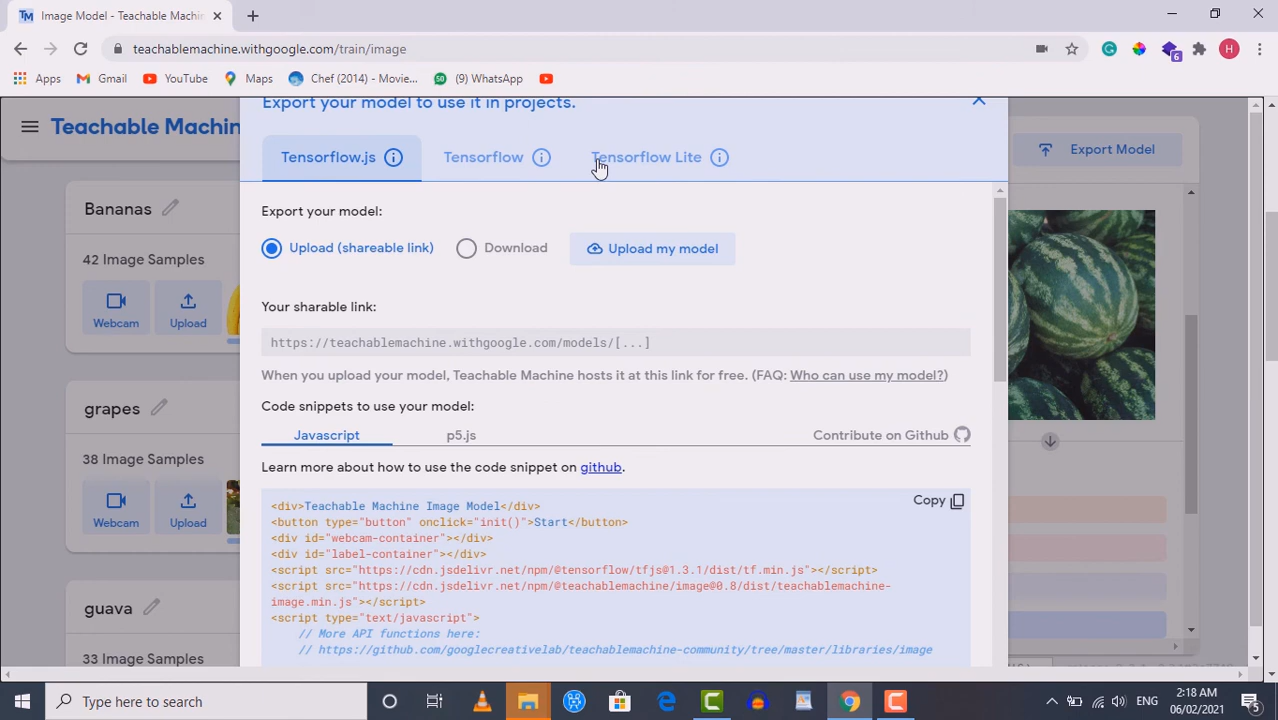 Image Model - Teachable Machin
teachablemachine.withgoogle.com/train/image
H
6
Apps
Gmail
YouTube
Maps
Chef (2014) - Movie...
50
(9) WhatsApp
Export your model to use it in projects.
Teachable Machin
Tensorflow.js
Tensorflow
Tensorflow Lite
Export Model
Bananas
Export your model:
Upload (shareable link)
Download
Upload my model
42 Image Samples
Webcam
Upload
Your sharable link:
https://teachablemachine.withgoogle.com/models/[...]
When you upload your model, Teachable Machine hosts it at this link for free. (FAQ: Who can use my model?)
grapes
Code snippets to use your model:
Javascript
p5.js
Contribute on Github
38 Image Samples
Webcam
Upload
Learn more about how to use the code snippet on github.
Copy
<div>Teachable Machine Image Model</div>
<button type="button" onclick="init()">Start</button>
<div id="webcam-container"></div>
<div id="label-container"></div>
<script src="https://cdn.jsdelivr.net/npm/@tensorflow/tfjs@1.3.1/dist/tf.min.js"></script>
<script src="https://cdn.jsdelivr.net/npm/@teachablemachine/image@0.8/dist/teachablemachine-
image.min.js"></script>
<script type="text/javascript">
// More API functions here:
// https://github.com/googlecreativelab/teachablemachine-community/tree/master/libraries/image
guava
33 Image Samples
Type here to search
ENG
2:18 AM
06/02/2021
5